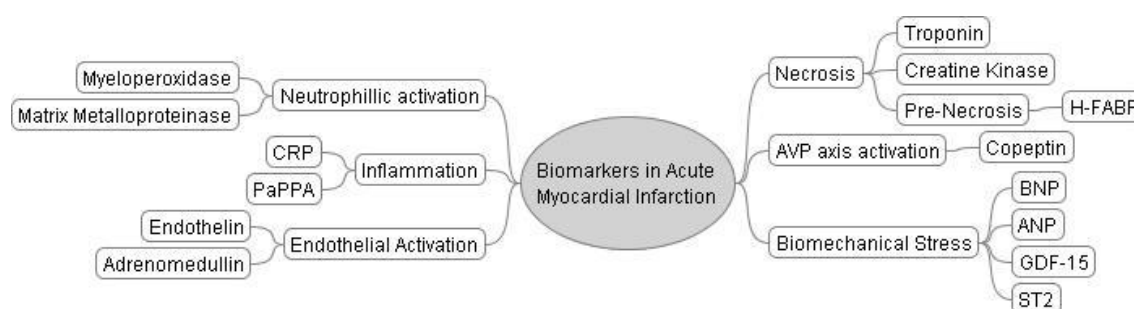 Biomarkers in Acute
Myocardial Infarction
Neutrophillic activation
Myeloperoxidase
Matrix Metalloproteinase
Inflammation
CRP
PaPPA
Endothelial Activation
Endothelin
Adrenomedullin
Necrosis
Troponin
Creatine Kinase
Pre-Necrosis
H-FABP
AVP axis activation
Copeptin
Biomechanical Stress
BNP
ANP
GDF-15
ST2